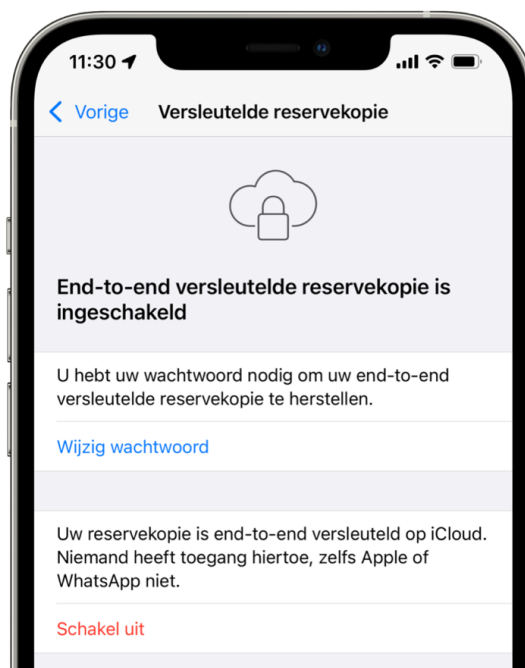 11:30
Vorige
Versleutelde reservekopie
End-to-end versleutelde reservekopie is
ingeschakeld
U hebt uw wachtwoord nodig om uw end-to-end
versleutelde reservekopie te herstellen.
Wijzig wachtwoord
Uw reservekopie is end-to-end versleuteld op iCloud.
Niemand heeft toegang hiertoe, zelfs Apple of
WhatsApp niet.
Schakel uit